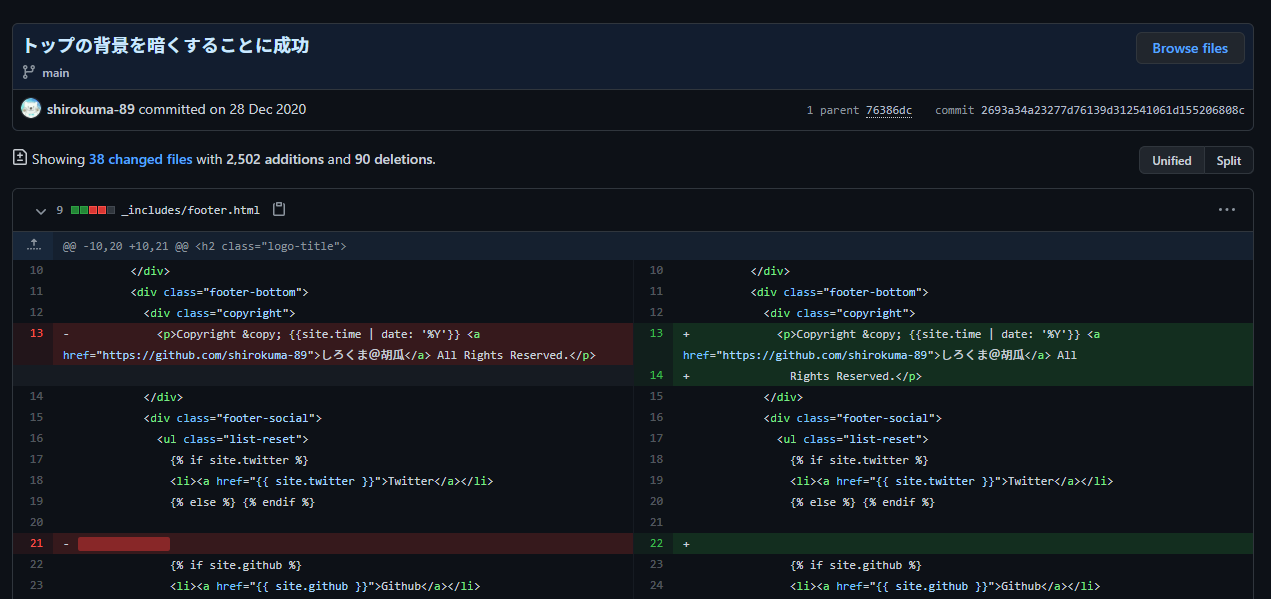 トップの背景を暗くすることに成功
Browse files
main
shirokuma-89 committed on 28 Dec 2020
1 parent 76386dc commit 2693a34a23277d76139d312541061d155206808c
Showing 38 changed files with 2,502 additions and 90 deletions.
Unified Split
9 _includes/footer.html
@@ -10,20 +10,21 @@ <h2 class="logo-title">
10 </div>
11 <div class="footer-bottom">
12 <div class="copyright">
13 - <p>Copyright &copy; {{site.time | date: '%Y'}} <a
href="https://github.com/shirokuma-89">しろくま@胡瓜</a> All Rights Reserved.</p>
14 </div>
15 <div class="footer-social">
16 <ul class="list-reset">
17 {% if site.twitter %}
18 <li><a href="{{ site.twitter }}">Twitter</a></li>
19 {% else %} {% endif %}
20
21 -
22 {% if site.github %}
23 <li><a href="{{ site.github }}">Github</a></li>
10 </div>
11 <div class="footer-bottom">
12 <div class="copyright">
13 + <p>Copyright &copy; {{site.time | date: '%Y'}} <a
href="https://github.com/shirokuma-89">しろくま@胡瓜</a> All
14 + Rights Reserved.</p>
15 </div>
16 <div class="footer-social">
17 <ul class="list-reset">
18 {% if site.twitter %}
19 <li><a href="{{ site.twitter }}">Twitter</a></li>
20 {% else %} {% endif %}
21
22 +
23 {% if site.github %}
24 <li><a href="{{ site.github }}">Github</a></li>